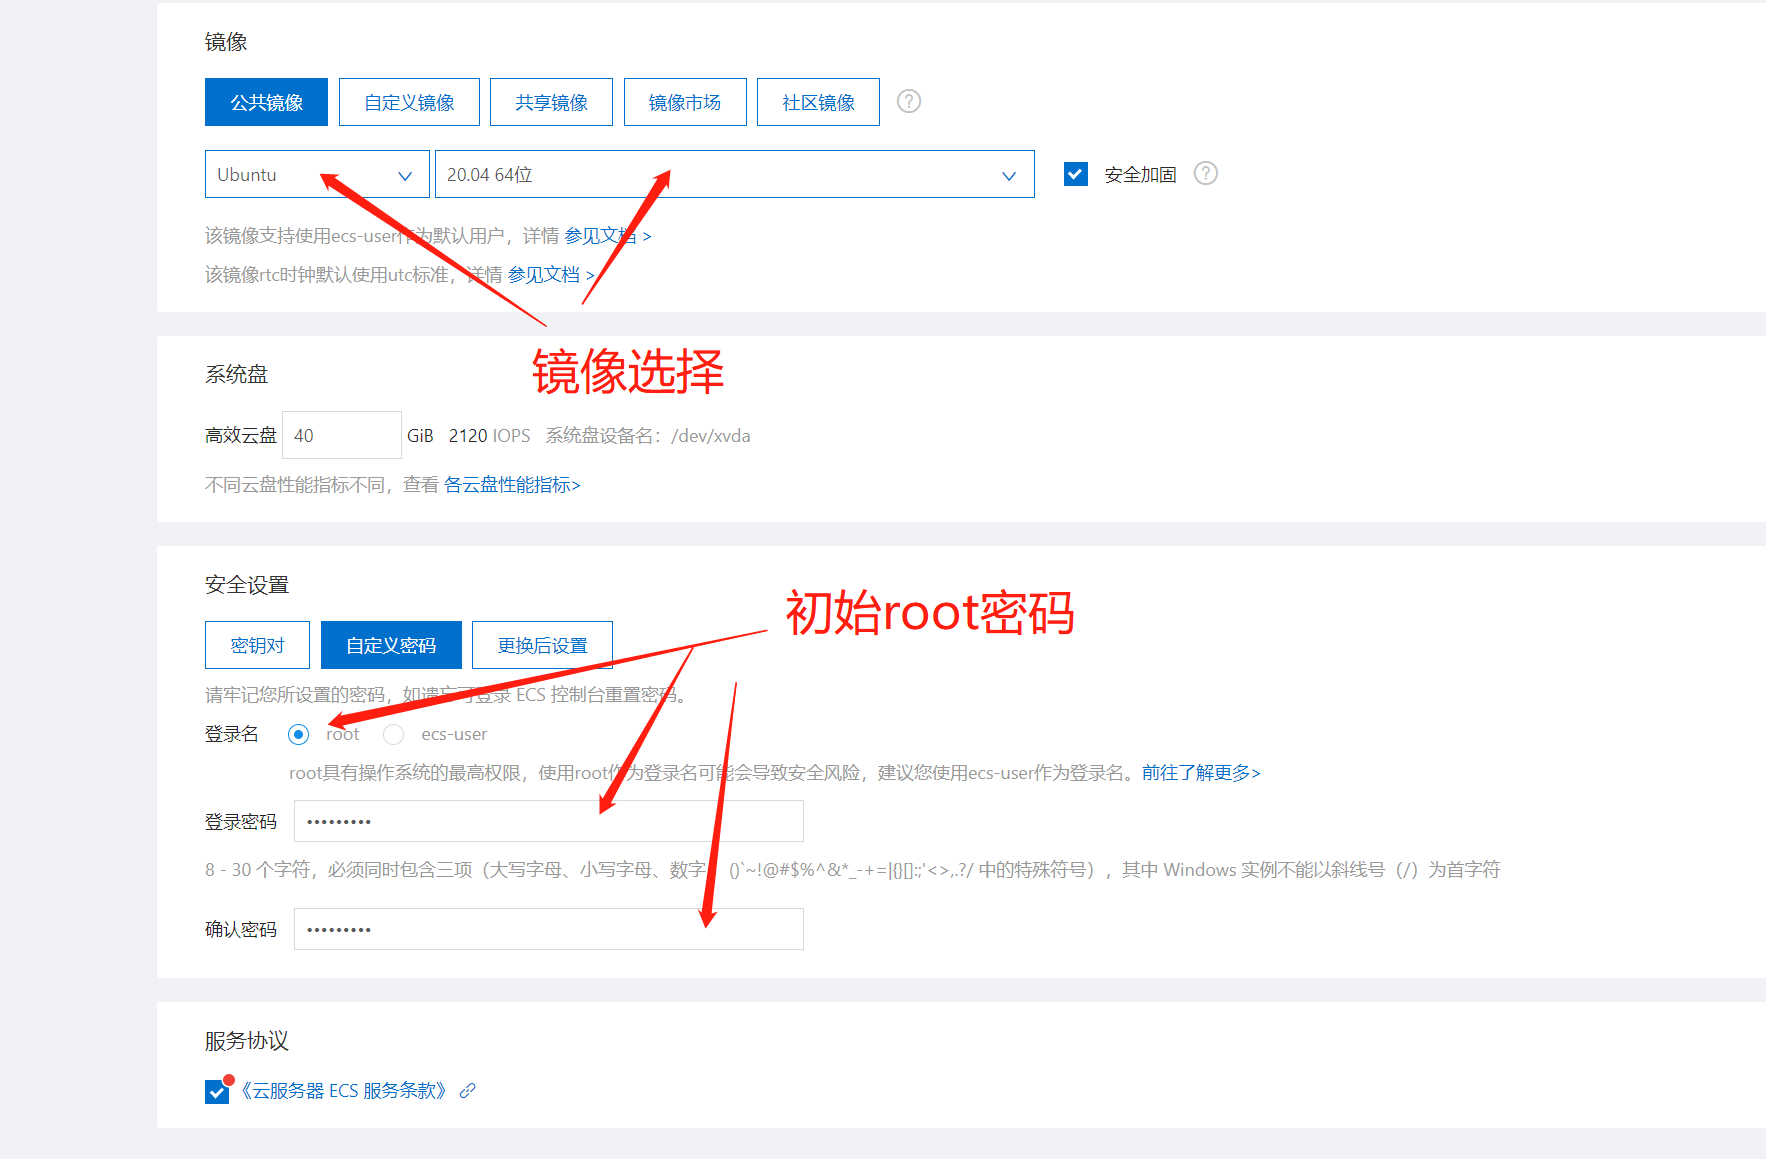 镜像
公共镜像 自定义镜像 共享镜像 镜像市场 社区镜像 ?
Ubuntu 20.04 64位 安全加固 ?
该镜像支持使用ecs-user作为默认用户，详情 参见文档 >
该镜像rtc时钟默认使用utc标准，详情 参见文档 >
镜像选择
系统盘
高效云盘 40 GiB 2120 IOPS 系统盘设备名：/dev/xvda
不同云盘性能指标不同，查看 各云盘性能指标>
安全设置
初始root密码
密钥对 自定义密码 更换后设置
请牢记您所设置的密码，如遗忘可登录 ECS 控制台重置密码。
登录名 root ecs-user
root具有操作系统的最高权限，使用root作为登录名可能会导致安全风险，建议您使用ecs-user作为登录名。前往了解更多>
登录密码 •••••••••
8 - 30 个字符，必须同时包含三项（大写字母、小写字母、数字、()`~!@#$%^&*_-+=|{}[]:;'<>,.?/ 中的特殊符号），其中 Windows 实例不能以斜线号（/）为首字符
确认密码 •••••••••
服务协议
《云服务器 ECS 服务条款》